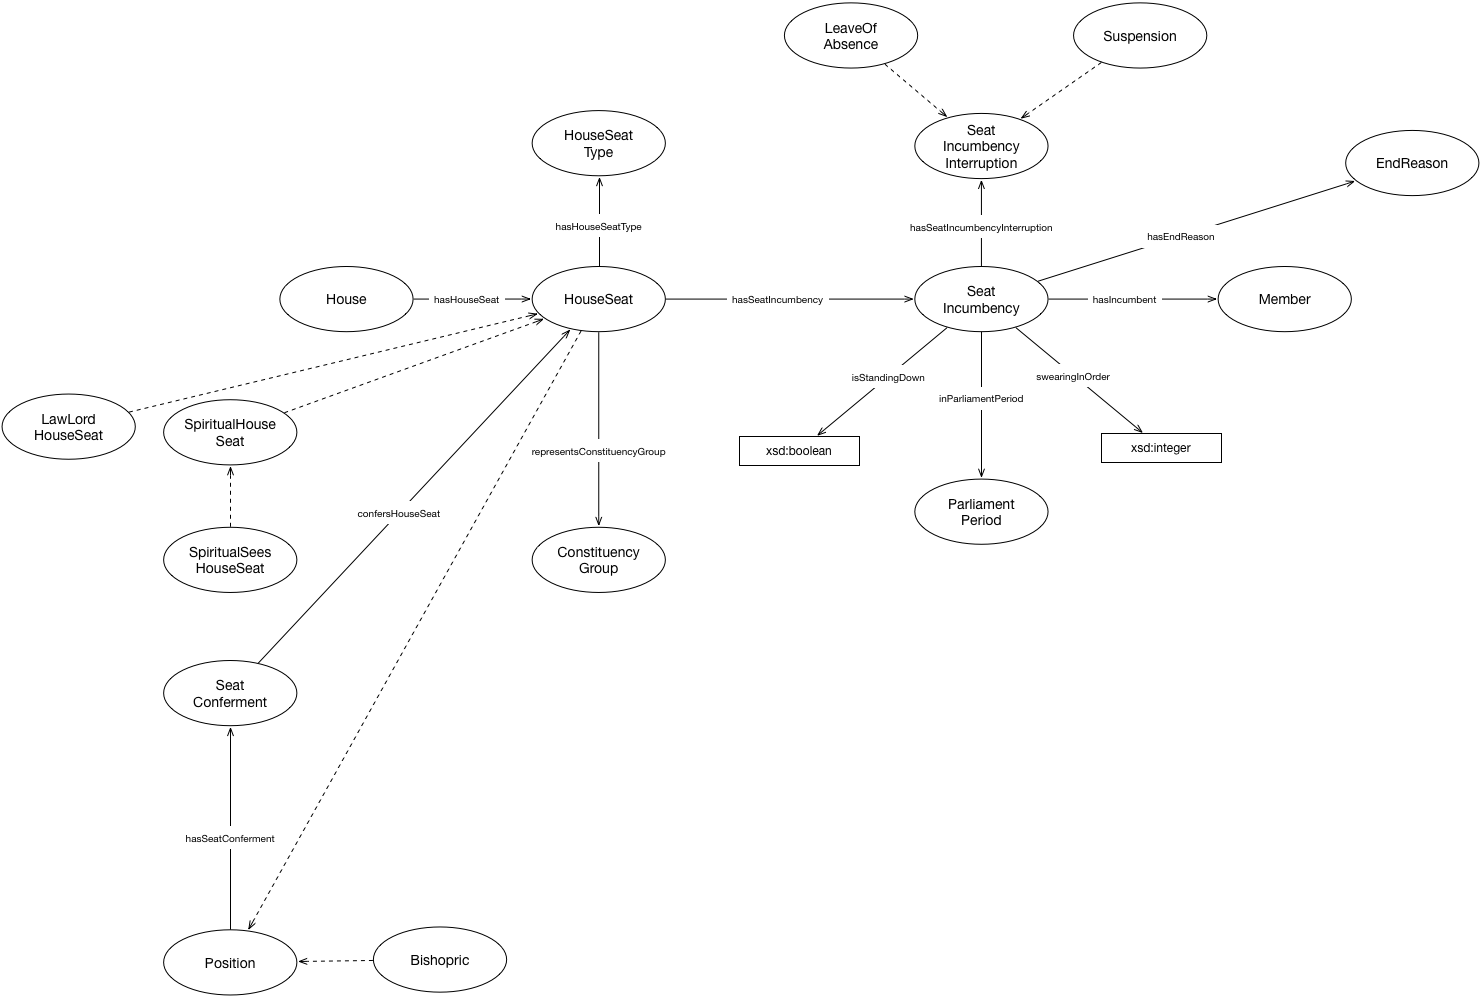 LeaveOf
Absence
Suspension
HouseSeat
Type
Seat
Incumbency
Interruption
EndReason
hasHouseSeatType
hasSeatIncumbencyInterruption
hasEndReason
House
hasHouseSeat
HouseSeat
hasSeatIncumbency
Seat
Incumbency
hasIncumbent
Member
isStandingDown
swearingInOrder
inParliamentPeriod
LawLord
HouseSeat
SpiritualHouse
Seat
representsConstituencyGroup
xsd:boolean
xsd:integer
confersHouseSeat
Parliament
Period
SpiritualSees
HouseSeat
Constituency
Group
Seat
Conferment
hasSeatConferment
Position
Bishopric